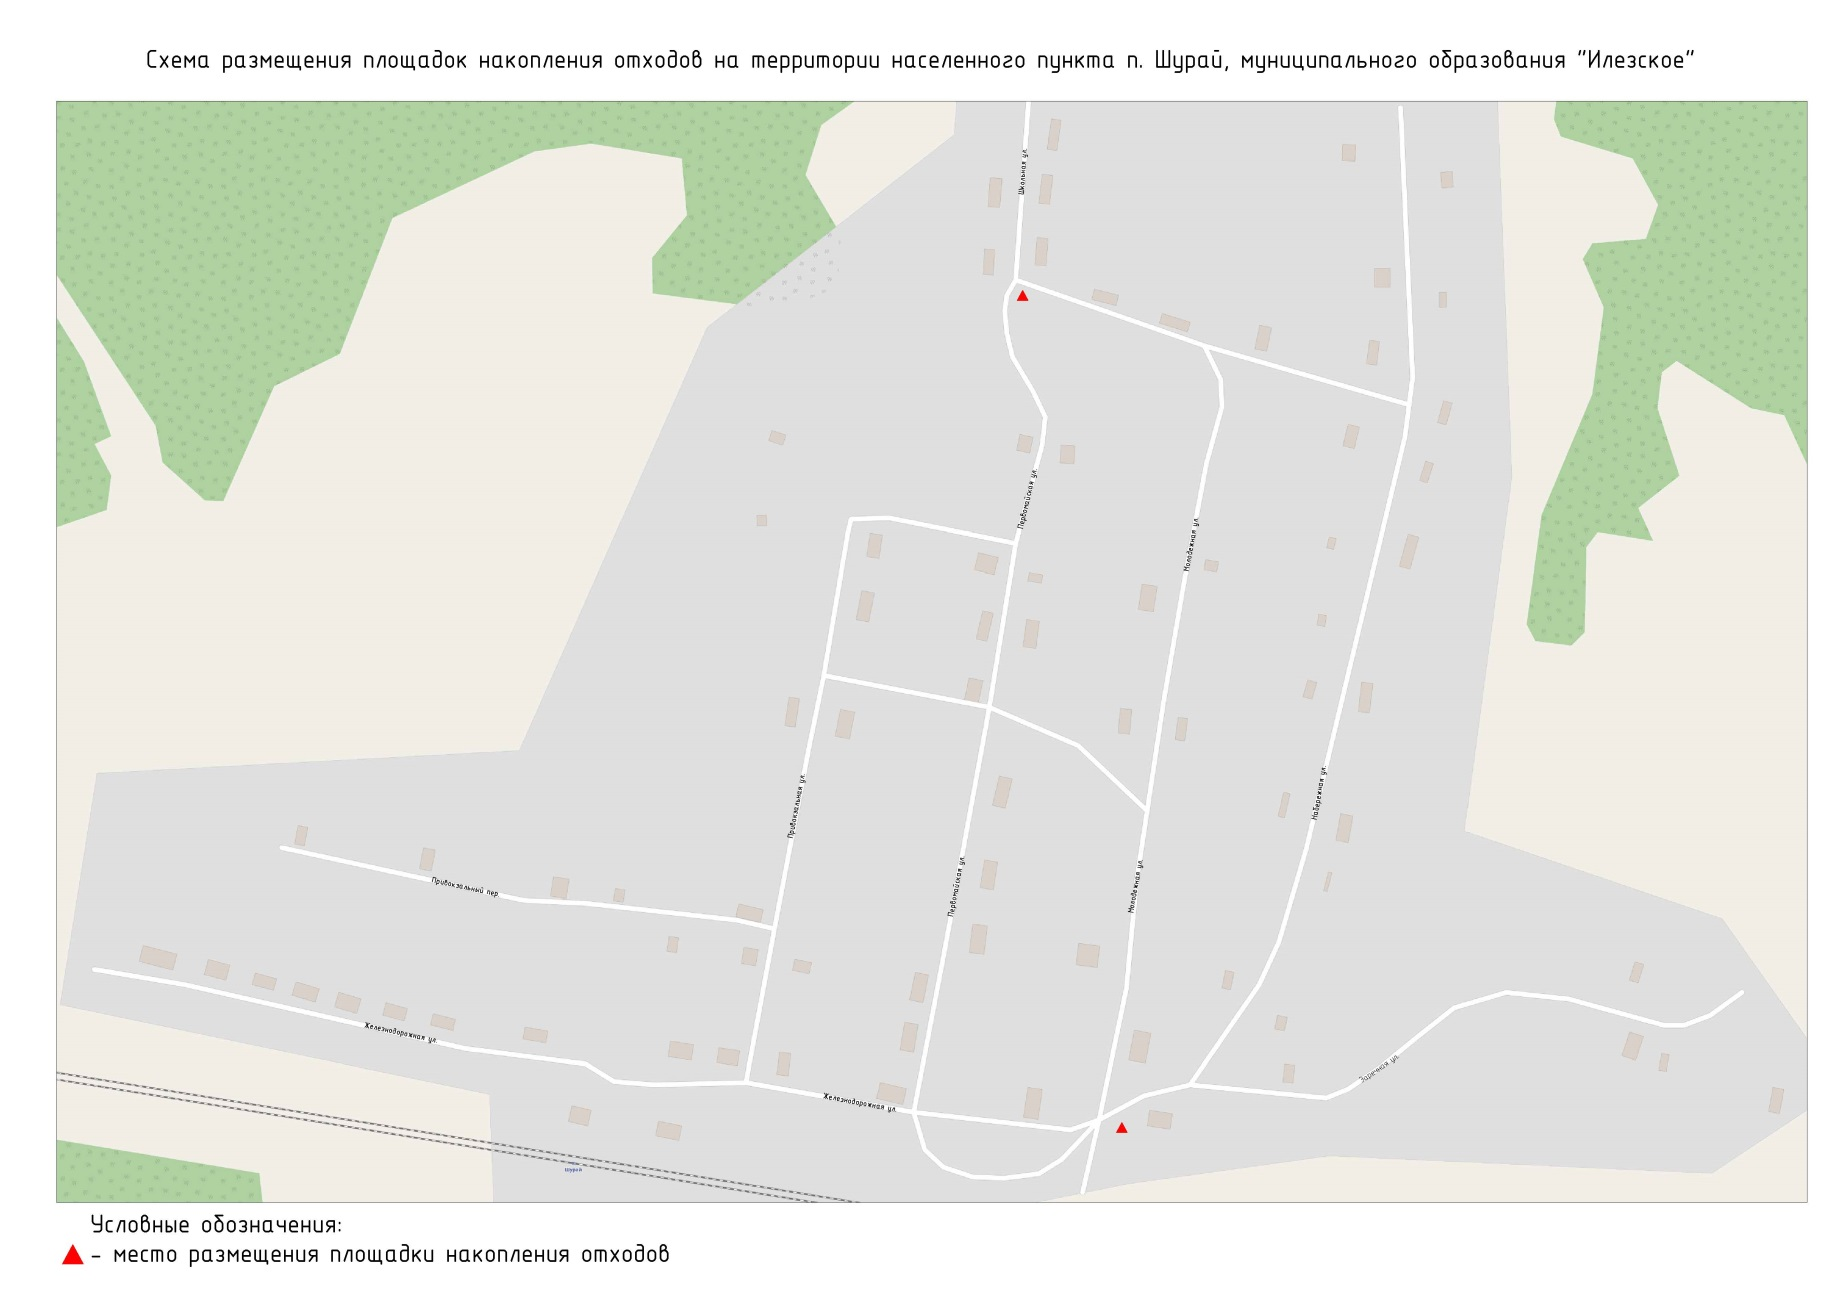 Схема размещения площадок накопления отходов на территории населенного пункта п. Шурай, муниципального образования "Илезское"
Школьная ул.
Первомайская ул.
Молодежная ул.
Набережная ул.
Привокзальная ул.
Первомайская ул.
Молодежная ул.
Привокзальный пер.
Железнодорожная ул.
Заречная ул.
Железнодорожная ул.
Шурай
Условные обозначения:
- место размещения площадки накопления отходов